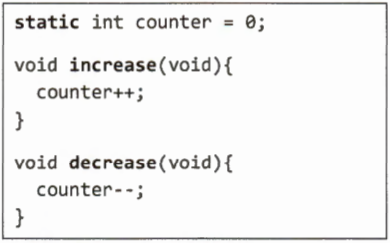 static int counter = 0;
void increase(void){
counter++;
}
void decrease(void){
counter--;
}